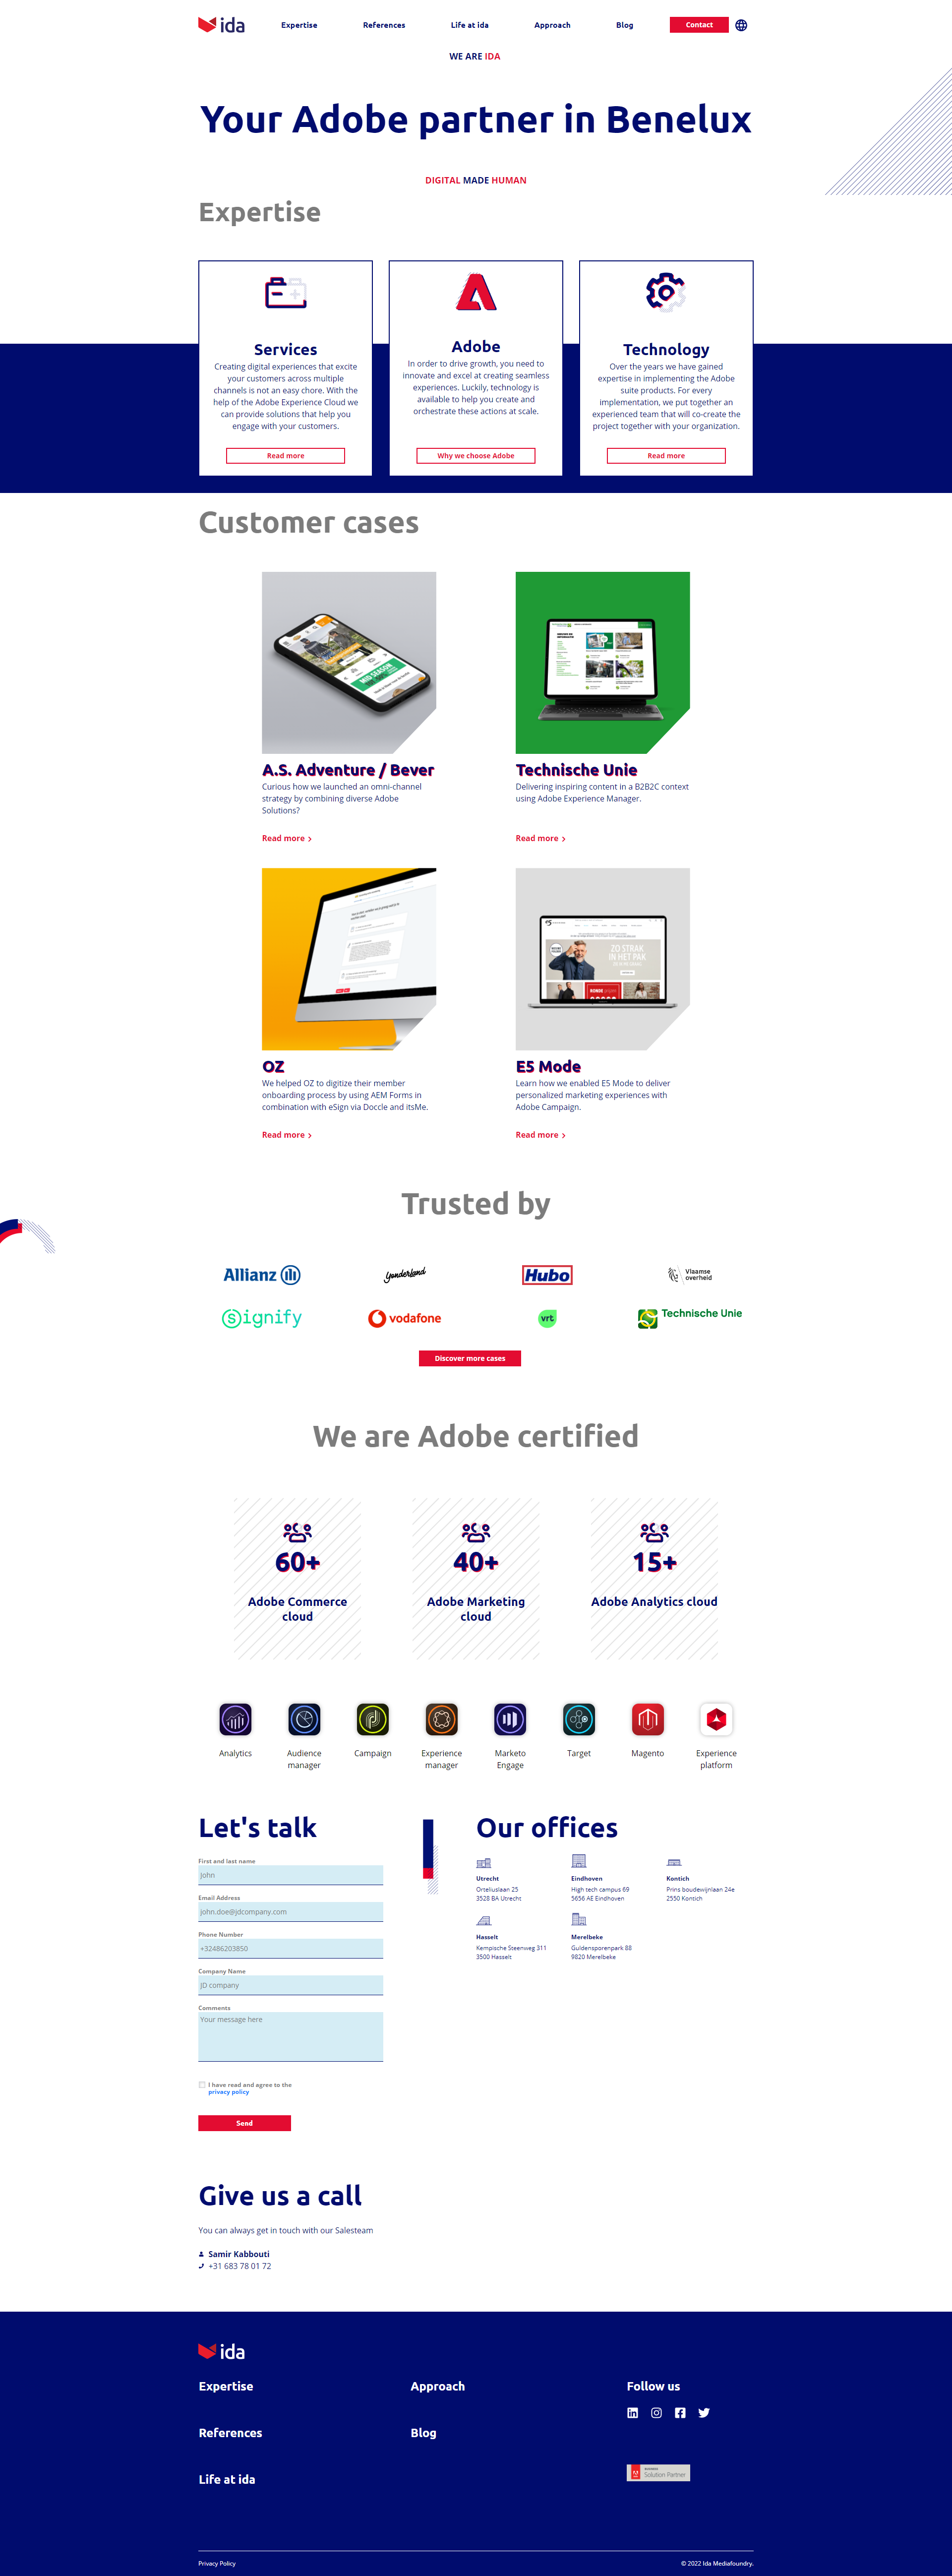 ida
Expertise
References
Life at ida
Approach
Blog
Contact
WE ARE IDA
Your Adobe partner in Benelux
DIGITAL MADE HUMAN
Expertise
Services
Creating digital experiences that excite
your customers across multiple
channels is not an easy chore. With the
help of the Adobe Experience Cloud we
can provide solutions that help you
engage with your customers.
Read more
Adobe
In order to drive growth, you need to
innovate and excel at creating seamless
experiences. Luckily, technology is
available to help you create and
orchestrate these actions at scale.
Why we choose Adobe
Technology
Over the years we have gained
expertise in implementing the Adobe
suite products. For every
implementation, we put together an
experienced team that will co-create the
project together with your organization.
Read more
Customer cases
MID SEASON
A.S. Adventure / Bever
Curious how we launched an omni-channel
strategy by combining diverse Adobe
Solutions?
Read more
Technische Unie
Delivering inspiring content in a B2B2C context
using Adobe Experience Manager.
Read more
OZ
We helped OZ to digitize their member
onboarding process by using AEM Forms in
combination with eSign via Doccle and itsMe.
Read more
ZO STRAK
IN HET PAK
E5 Mode
Learn how we enabled E5 Mode to deliver
personalized marketing experiences with
Adobe Campaign.
Read more
Trusted by
Allianz
Yonderland
Hubo
Vlaamse
overheid
Signify
vodafone
vrt
Technische Unie
Discover more cases
We are Adobe certified
60+
Adobe Commerce
cloud
40+
Adobe Marketing
cloud
15+
Adobe Analytics cloud
Analytics
Audience
manager
Campaign
Experience
manager
Marketo
Engage
Target
Magento
Experience
platform
Let's talk
First and last name
John
Email Address
john.doe@jdcompany.com
Phone Number
+32486203850
Company Name
JD company
Comments
Your message here
I have read and agree to the
privacy policy
Send
Our offices
Utrecht
Orteliuslaan 25
3528 BA Utrecht
Eindhoven
High tech campus 69
5656 AE Eindhoven
Kontich
Prins boudewijnlaan 24e
2550 Kontich
Hasselt
Kempische Steenweg 311
3500 Hasselt
Merelbeke
Guldensporenpark 88
9820 Merelbeke
Give us a call
You can always get in touch with our Salesteam
Samir Kabbouti
+31 683 78 01 72
ida
Expertise
References
Life at ida
Approach
Blog
Follow us
Solution Partner
Privacy Policy
© 2022 Ida Mediafoundry.